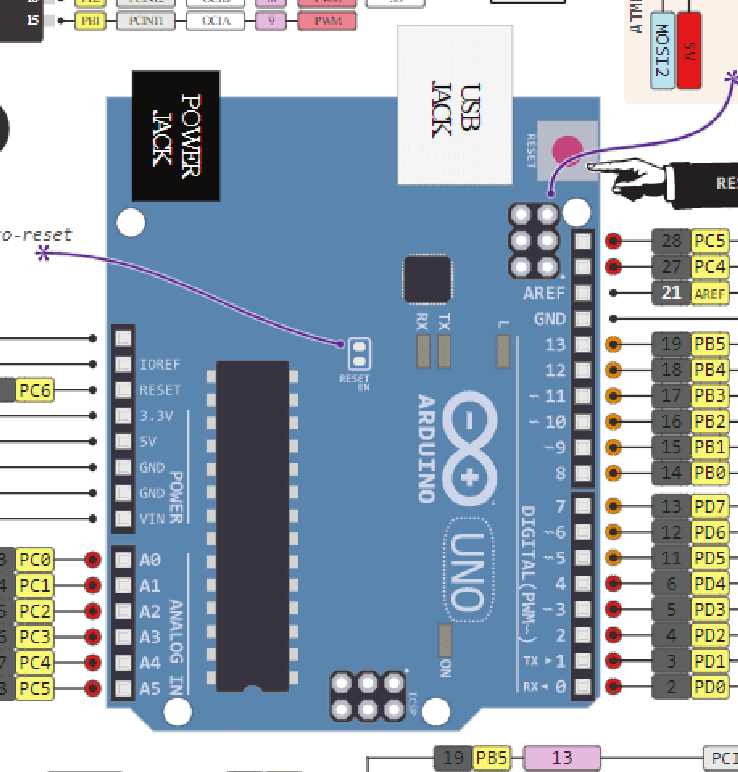 15 PB1 PCINT1 OC1A 9 PWM
MOSI2
5V
POWER
JACK
USB
JACK
RESET
RES
o-reset
28 PC5
27 PC4
AREF 21 AREF
GND
RX TX L
13 19 PB5
IOREF 12 18 PB4
PC6 RESET
RESET
EN
~11 17 PB3
3.3V ~10 16 PB2
5V ~9 15 PB1
GND 8 14 PB0
GND 7 13 PD7
VIN ~6 12 PD6
POWER
ARDUINO
UNO
~5 11 PD5
PC0 A0
4 6 PD4
PC1 A1
~3 5 PD3
PC2 A2
2 4 PD2
PC3 A3
TX ▸ 1 3 PD1
PC4 A4
RX ◂ 0 2 PD0
PC5 A5
ANALOG IN
DIGITAL(PWM~)
ON
ICSP
19 PB5 13 PCI